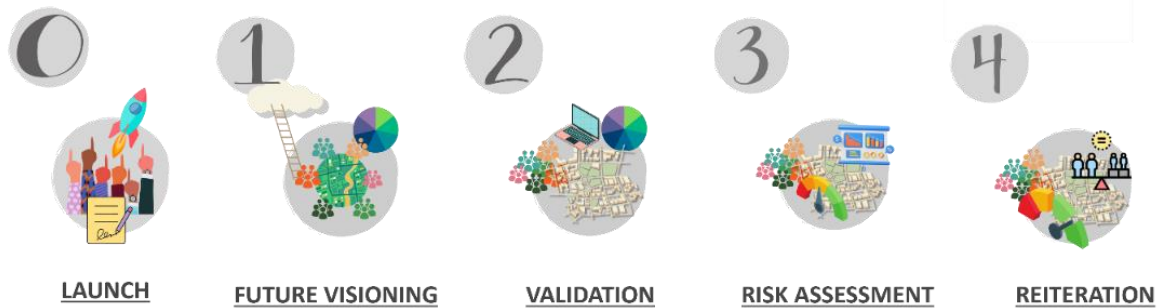 0
1
2
3
4
LAUNCH
FUTURE VISIONING
VALIDATION
RISK ASSESSMENT
REITERATION